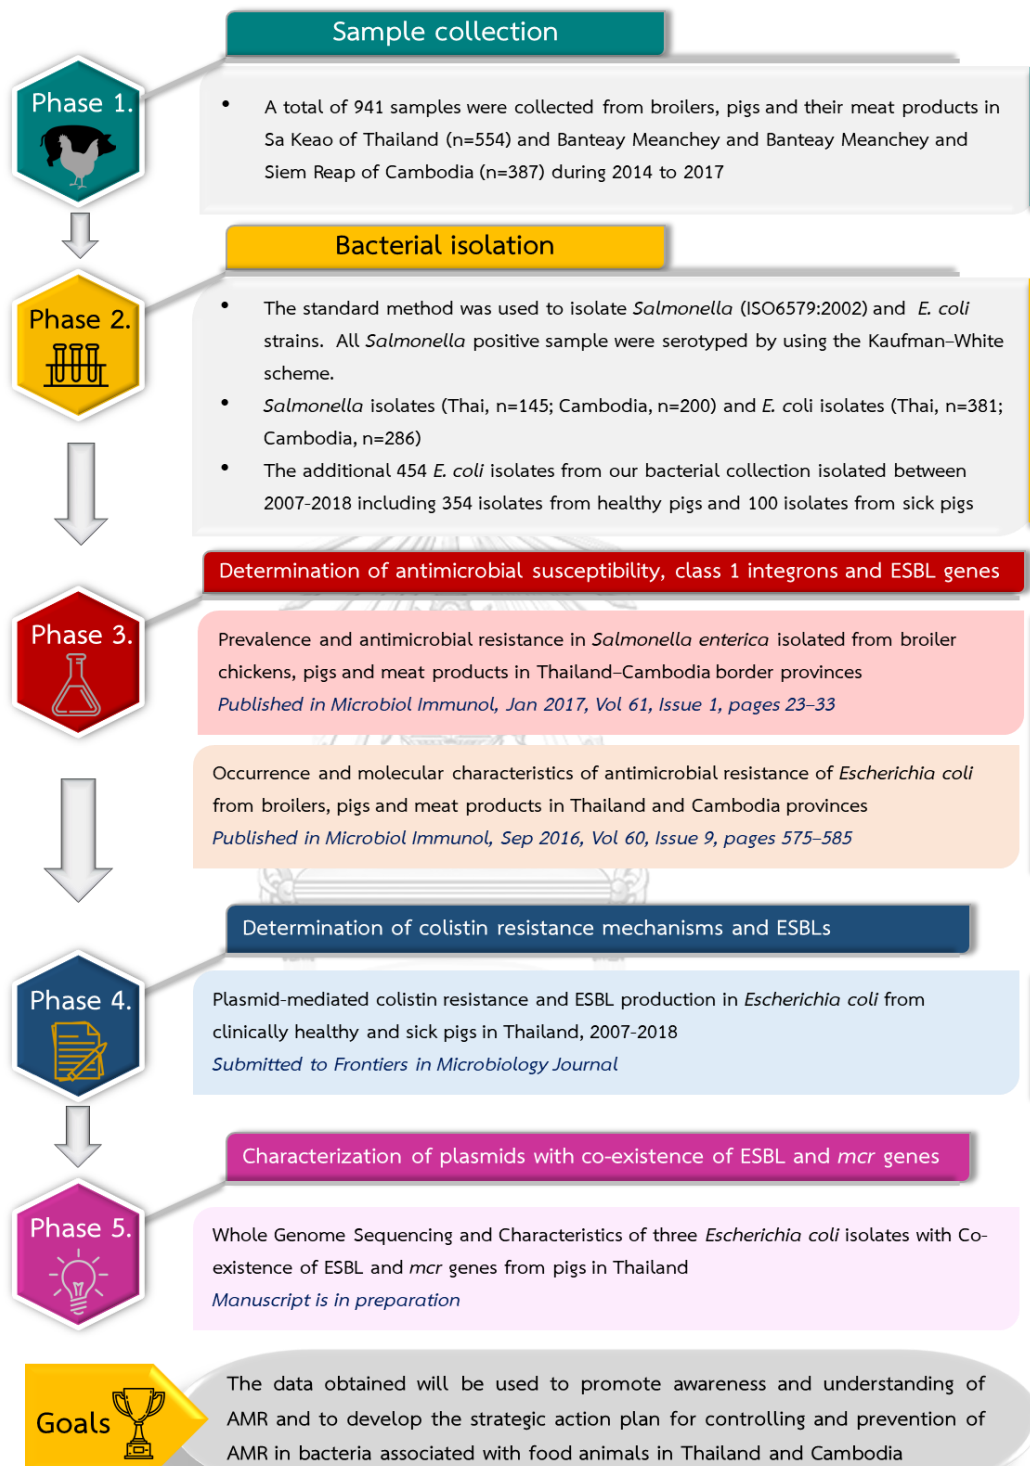 Sample collection
Phase 1.
• A total of 941 samples were collected from broilers, pigs and their meat products in
Sa Keao of Thailand (n=554) and Banteay Meanchey and Banteay Meanchey and
Siem Reap of Cambodia (n=387) during 2014 to 2017
Bacterial isolation
Phase 2.
• The standard method was used to isolate Salmonella (ISO6579:2002) and E. coli
strains. All Salmonella positive sample were serotyped by using the Kaufman–White
scheme.
• Salmonella isolates (Thai, n=145; Cambodia, n=200) and E. coli isolates (Thai, n=381;
Cambodia, n=286)
• The additional 454 E. coli isolates from our bacterial collection isolated between
2007-2018 including 354 isolates from healthy pigs and 100 isolates from sick pigs
Determination of antimicrobial susceptibility, class 1 integrons and ESBL genes
Phase 3.
Prevalence and antimicrobial resistance in Salmonella enterica isolated from broiler
chickens, pigs and meat products in Thailand–Cambodia border provinces
Published in Microbiol Immunol, Jan 2017, Vol 61, Issue 1, pages 23–33
Occurrence and molecular characteristics of antimicrobial resistance of Escherichia coli
from broilers, pigs and meat products in Thailand and Cambodia provinces
Published in Microbiol Immunol, Sep 2016, Vol 60, Issue 9, pages 575–585
Determination of colistin resistance mechanisms and ESBLs
Phase 4.
Plasmid-mediated colistin resistance and ESBL production in Escherichia coli from
clinically healthy and sick pigs in Thailand, 2007-2018
Submitted to Frontiers in Microbiology Journal
Characterization of plasmids with co-existence of ESBL and mcr genes
Phase 5.
Whole Genome Sequencing and Characteristics of three Escherichia coli isolates with Co-
existence of ESBL and mcr genes from pigs in Thailand
Manuscript is in preparation
Goals
The data obtained will be used to promote awareness and understanding of
AMR and to develop the strategic action plan for controlling and prevention of
AMR in bacteria associated with food animals in Thailand and Cambodia